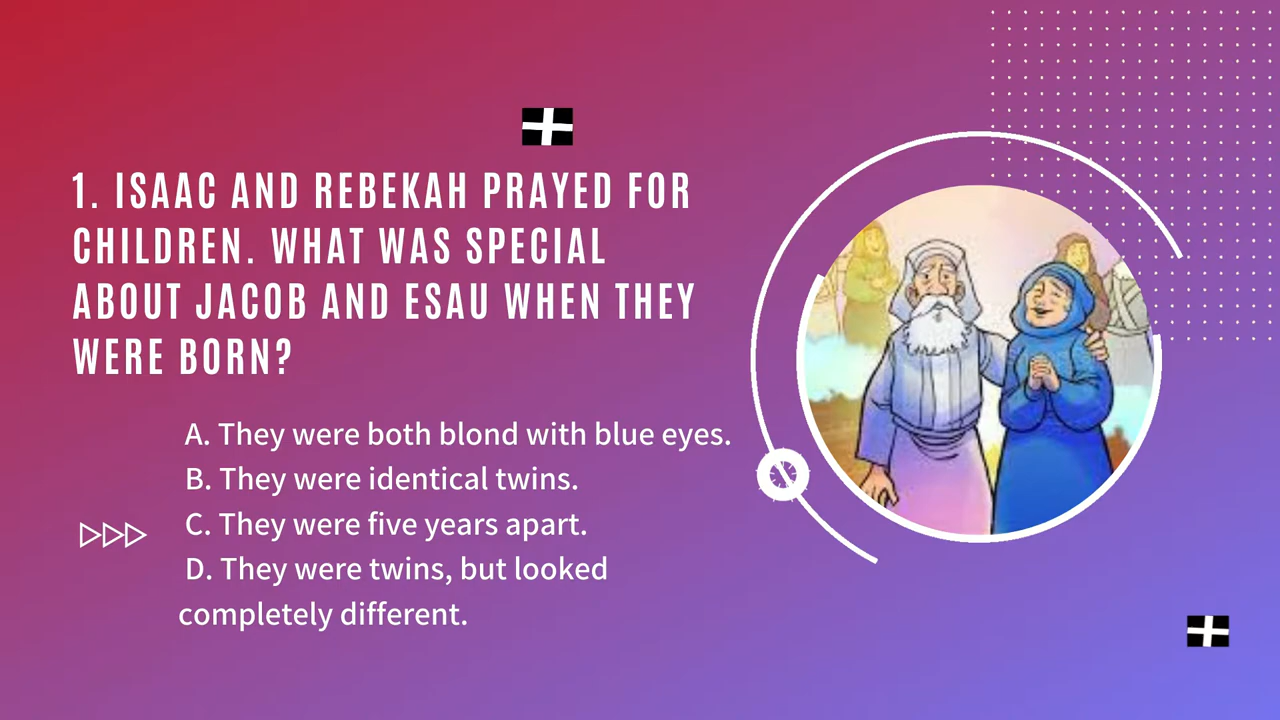 1. ISAAC AND REBEKAH PRAYED FOR
CHILDREN. WHAT WAS SPECIAL
ABOUT JACOB AND ESAU WHEN THEY
WERE BORN?
A. They were both blond with blue eyes.
B. They were identical twins.
C. They were five years apart.
D. They were twins, but looked
completely different.